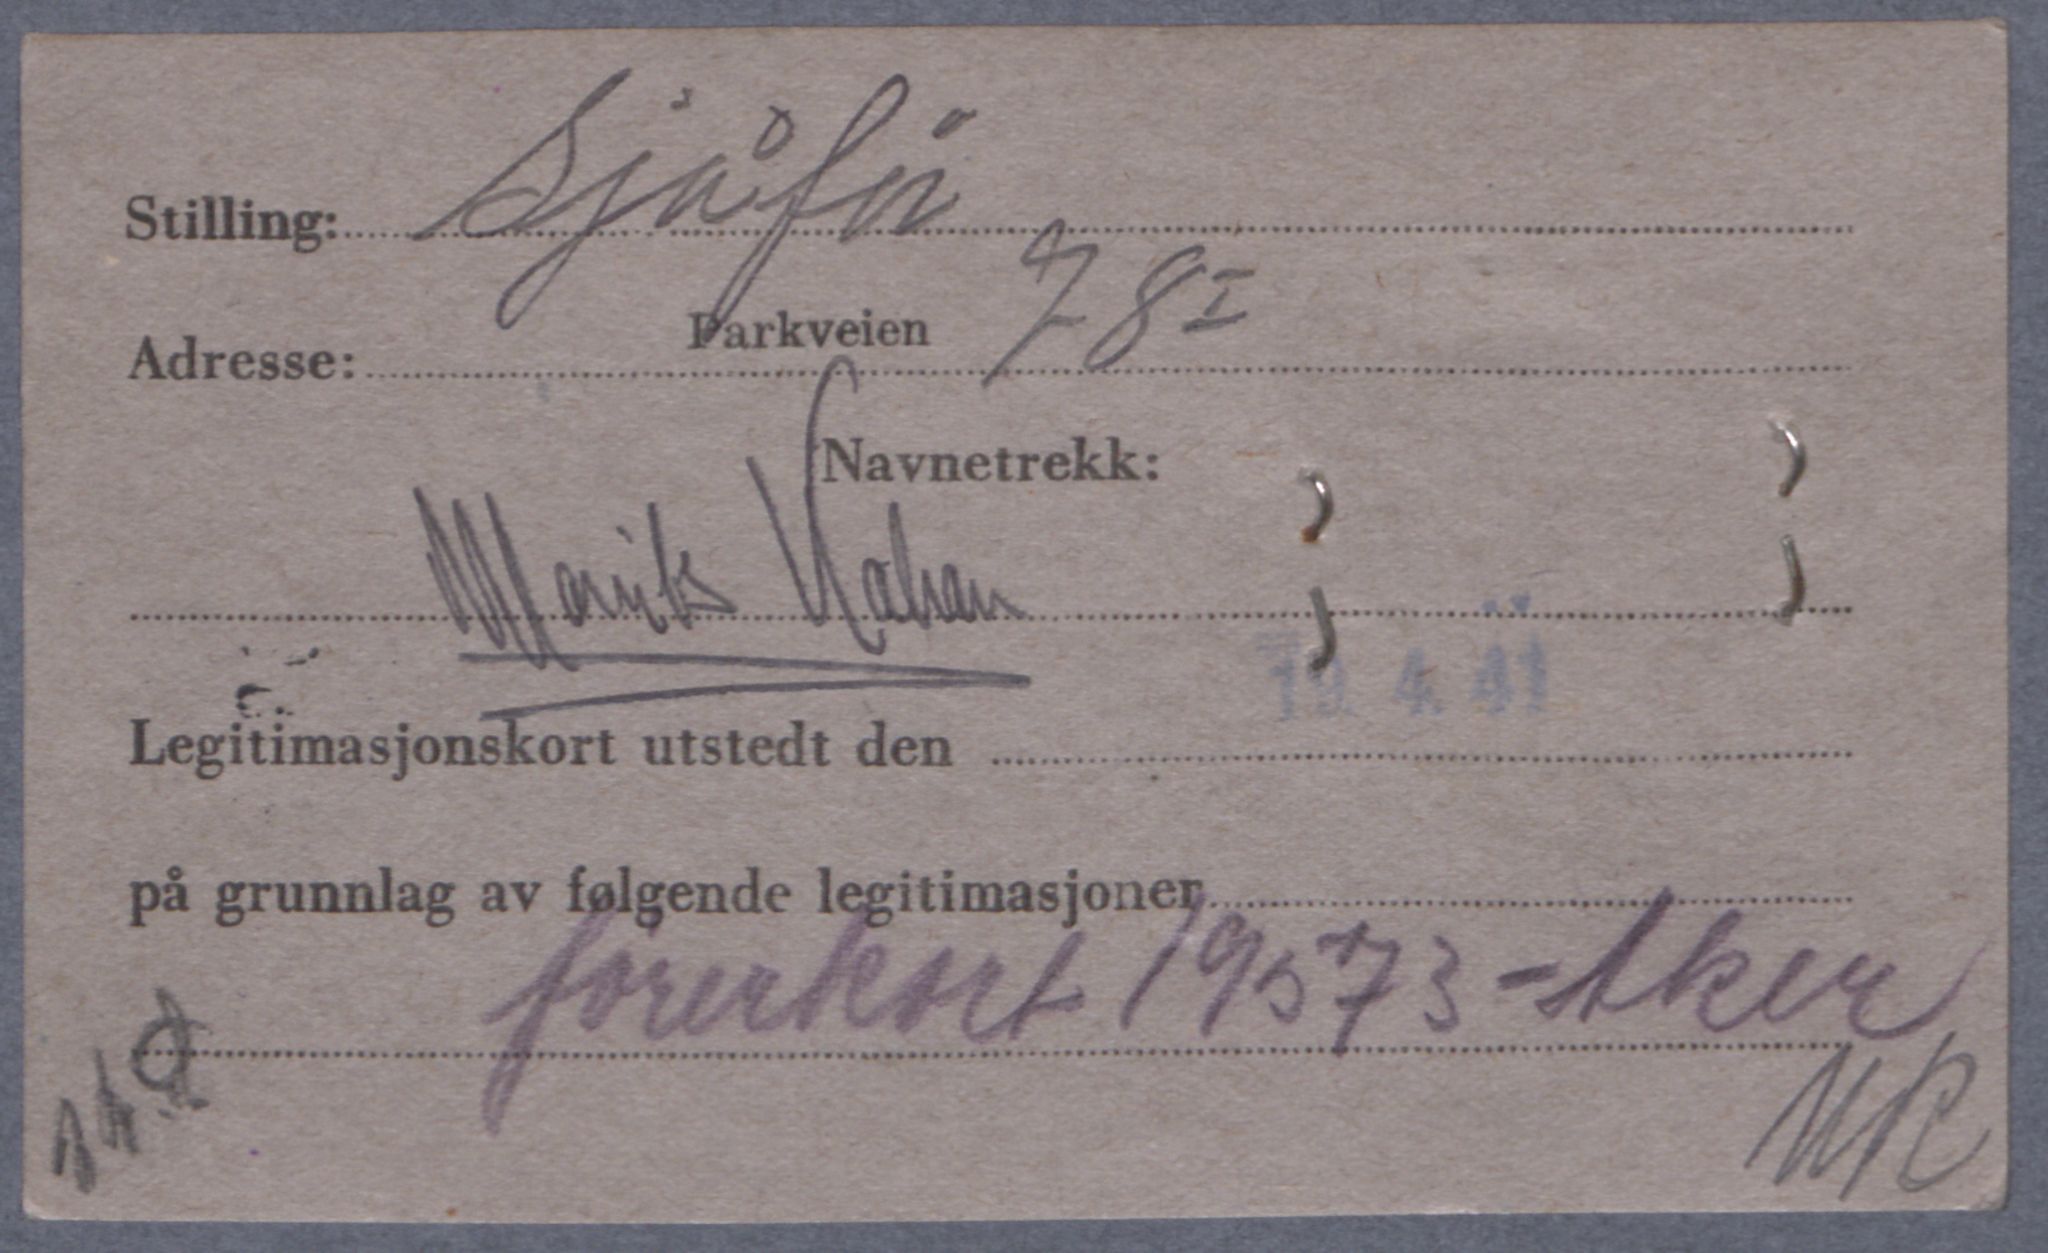 Stilling: Sjåfør
Adresse: Parkveien 78 I
Navnetrekk:
Moritz Kahan
19 4. 41
Legitimasjonskort utstedt den
på grunnlag av følgende legitimasjoner
førerkort 19573 - Aker